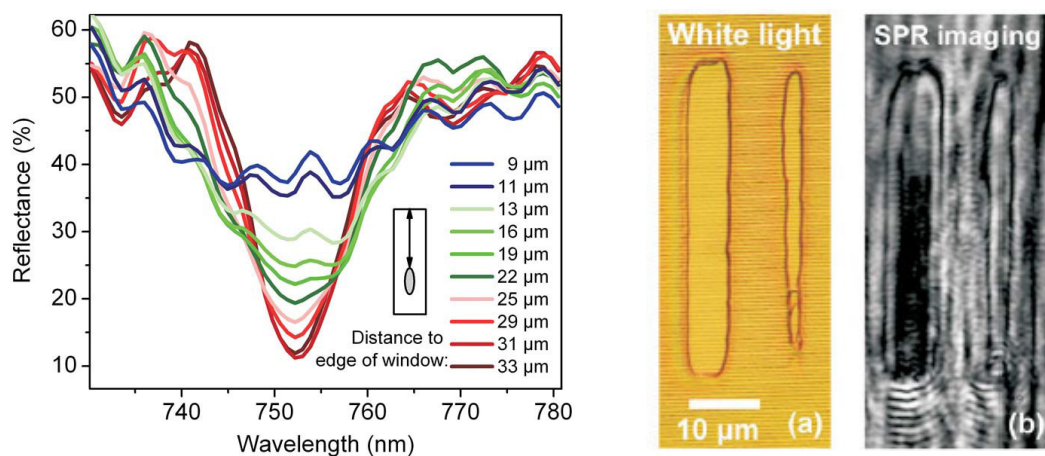 60
50
40
30
20
10
Reflectance (%)
740
750
760
770
780
Wavelength (nm)
9 µm
11 µm
13 µm
16 µm
19 µm
22 µm
25 µm
29 µm
31 µm
33 µm
Distance to
edge of window:
White light
10 µm
(a)
SPR imaging
(b)